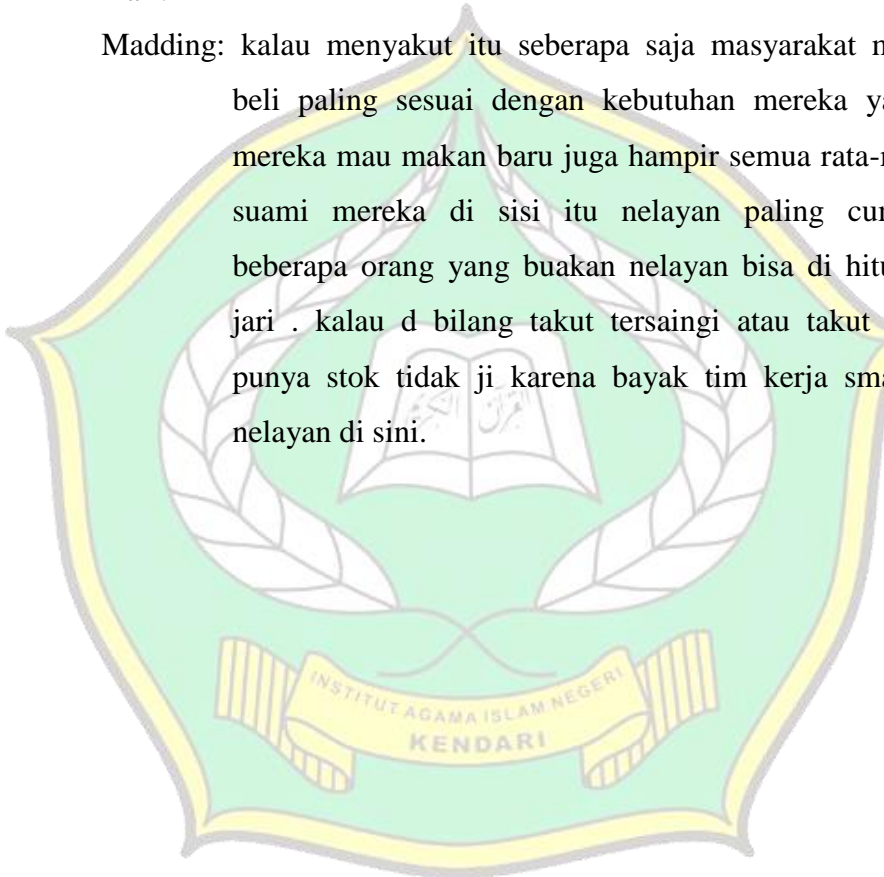 Madding: kalau menyakut itu seberapa saja masyarakat
beli paling sesuai dengan kebutuhan mereka
mereka mau makan baru juga hampir semua
suami mereka di sisi itu nelayan paling
beberapa orang yang buakan nelayan bisa di
jari . kalau d bilang takut tersaingi atau takut
punya stok tidak ji karena bayak tim kerja
nelayan di sini.
القرآن الكريم
INSTITUT AGAMA ISLAM NEGERI
KENDARI